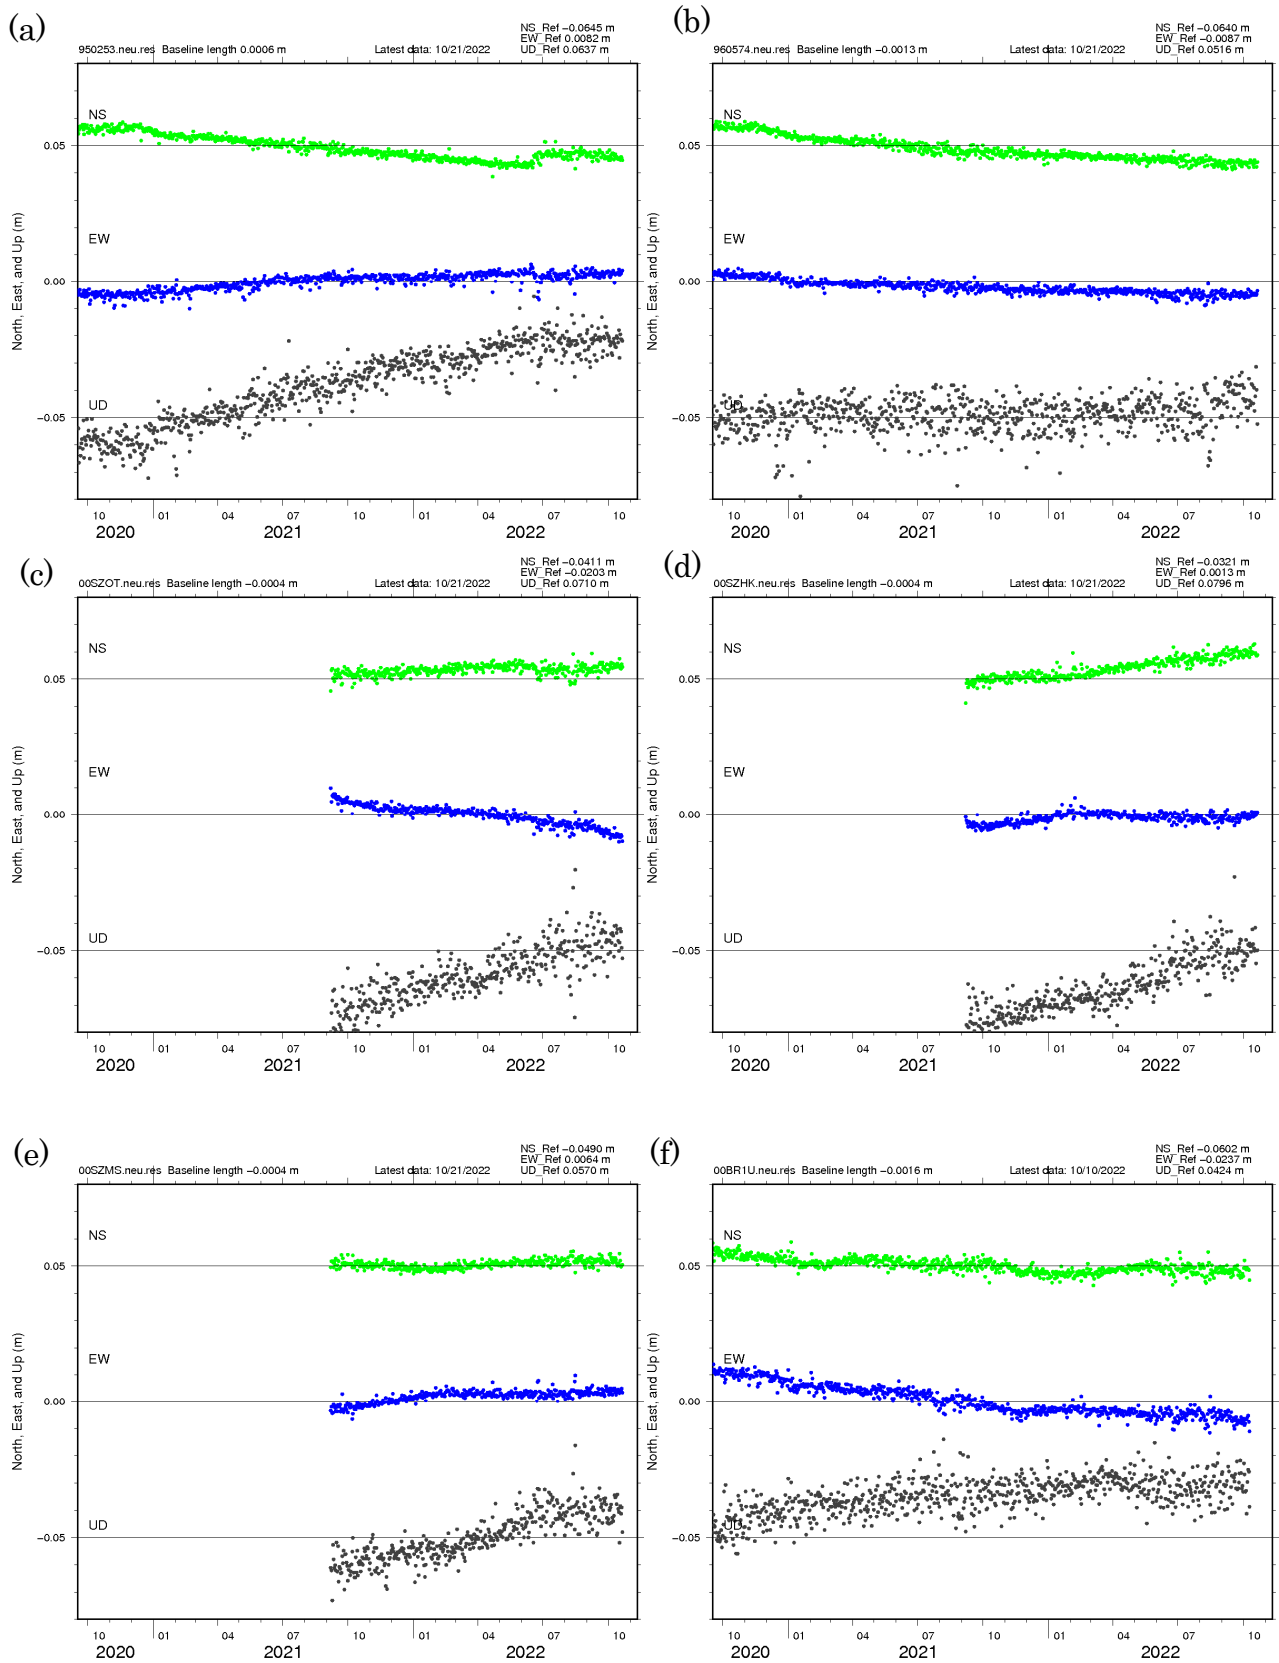 (a)
NS_Ref −0.0645 m
EW_Ref 0.0082 m
950253.neu.res Baseline length 0.0006 m Latest data: 10/21/2022 UD_Ref 0.0637 m
NS
EW
UD
0.05
0.00
−0.05
North, East, and Up (m)
10 01 04 07 10 01 04 07 10
2020 2021 2022
(b)
NS_Ref −0.0640 m
EW_Ref −0.0087 m
960574.neu.res Baseline length −0.0013 m Latest data: 10/21/2022 UD_Ref 0.0516 m
NS
EW
UD
0.05
0.00
−0.05
North, East, and Up (m)
10 01 04 07 10 01 04 07 10
2020 2021 2022
(c)
NS_Ref −0.0411 m
EW_Ref −0.0203 m
00SZOT.neu.res Baseline length −0.0004 m Latest data: 10/21/2022 UD_Ref 0.0710 m
NS
EW
UD
0.05
0.00
−0.05
North, East, and Up (m)
10 01 04 07 10 01 04 07 10
2020 2021 2022
(d)
NS_Ref −0.0321 m
EW_Ref 0.0013 m
00SZHK.neu.res Baseline length −0.0004 m Latest data: 10/21/2022 UD_Ref 0.0796 m
NS
EW
UD
0.05
0.00
−0.05
North, East, and Up (m)
10 01 04 07 10 01 04 07 10
2020 2021 2022
(e)
NS_Ref −0.0490 m
EW_Ref 0.0064 m
00SZMS.neu.res Baseline length −0.0004 m Latest data: 10/21/2022 UD_Ref 0.0570 m
NS
EW
UD
0.05
0.00
−0.05
North, East, and Up (m)
10 01 04 07 10 01 04 07 10
2020 2021 2022
(f)
NS_Ref −0.0602 m
EW_Ref −0.0237 m
00BR1U.neu.res Baseline length −0.0016 m Latest data: 10/10/2022 UD_Ref 0.0424 m
NS
EW
UD
0.05
0.00
−0.05
North, East, and Up (m)
10 01 04 07 10 01 04 07 10
2020 2021 2022